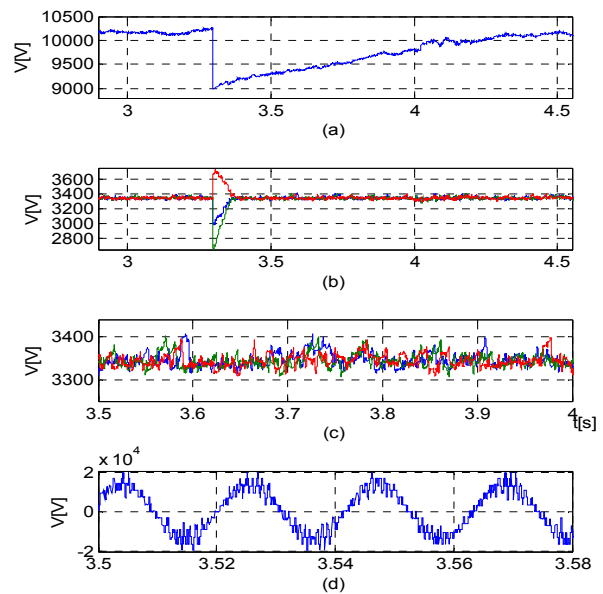 10500
10000
9500
9000
V[V]
3 3.5 4 4.5
(a)
3600
3400
3200
3000
2800
V[V]
3 3.5 4 4.5
(b)
3400
3300
V[V]
3.5 3.6 3.7 3.8 3.9 4
t[s]
(c)
x 10^4
2
0
-2
V[V]
3.5 3.52 3.54 3.56 3.58
(d)